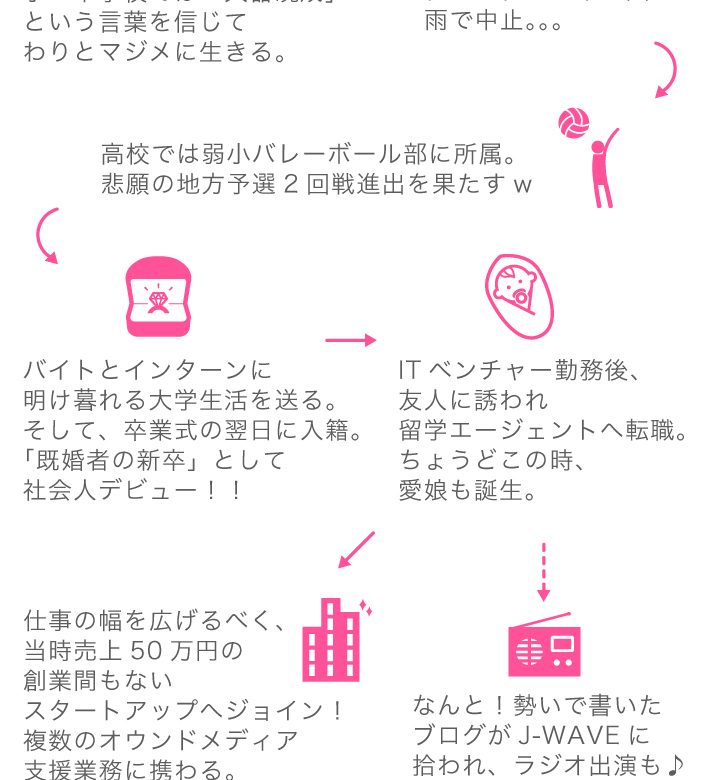 という言葉を信じて
わりとマジメに生きる。
雨で中止。。。
高校では弱小バレーボール部に所属。
悲願の地方予選2回戦進出を果たすw
バイトとインターンに
明け暮れる大学生活を送る。
そして、卒業式の翌日に入籍。
「既婚者の新卒」として
社会人デビュー！！
ITベンチャー勤務後、
友人に誘われ
留学エージェントへ転職。
ちょうどこの時、
愛娘も誕生。
仕事の幅を広げるべく、
当時売上50万円の
創業間もない
スタートアップへジョイン！
複数のオウンドメディア
支援業務に携わる。
なんと！勢いで書いた
ブログがJ-WAVEに
拾われ、ラジオ出演も♪